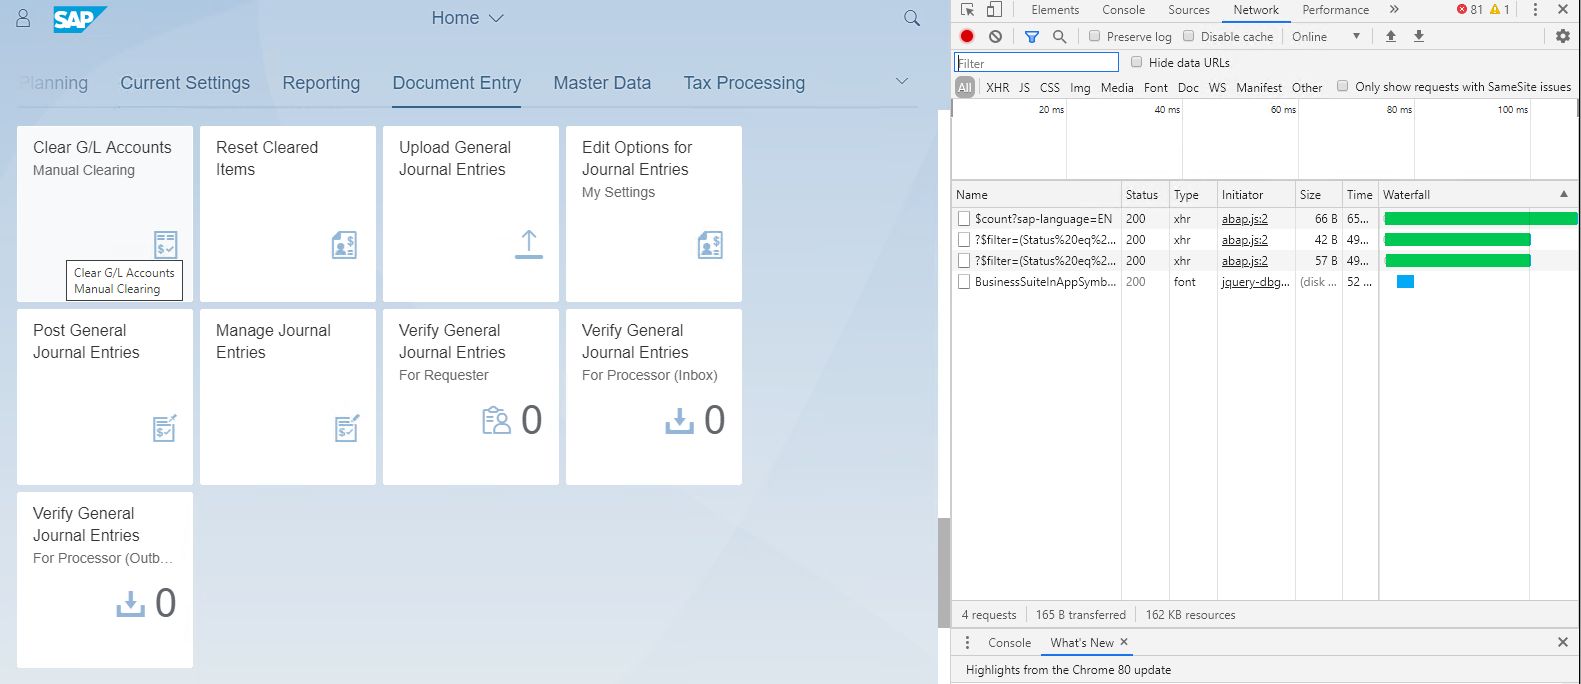 SAP
Home
Planning
Current Settings
Reporting
Document Entry
Master Data
Tax Processing
Clear G/L Accounts
Manual Clearing
Clear G/L Accounts
Manual Clearing
Reset Cleared
Items
Upload General
Journal Entries
Edit Options for
Journal Entries
My Settings
Post General
Journal Entries
Manage Journal
Entries
Verify General
Journal Entries
For Requester
0
Verify General
Journal Entries
For Processor (Inbox)
0
Verify General
Journal Entries
For Processor (Outb…
0
Elements Console Sources Network Performance » 81 1
Preserve log Disable cache Online
Filter Hide data URLs
All XHR JS CSS Img Media Font Doc WS Manifest Other Only show requests with SameSite issues
20 ms 40 ms 60 ms 80 ms 100 ms
Name Status Type Initiator Size Time Waterfall
$count?sap-language=EN 200 xhr abap.js:2 66 B 65...
?$filter=(Status%20eq%2... 200 xhr abap.js:2 42 B 49...
?$filter=(Status%20eq%2... 200 xhr abap.js:2 57 B 49...
BusinessSuiteInAppSymb... 200 font jquery-dbg... (disk ... 52 ...
4 requests 165 B transferred 162 KB resources
Console What's New ×
Highlights from the Chrome 80 update